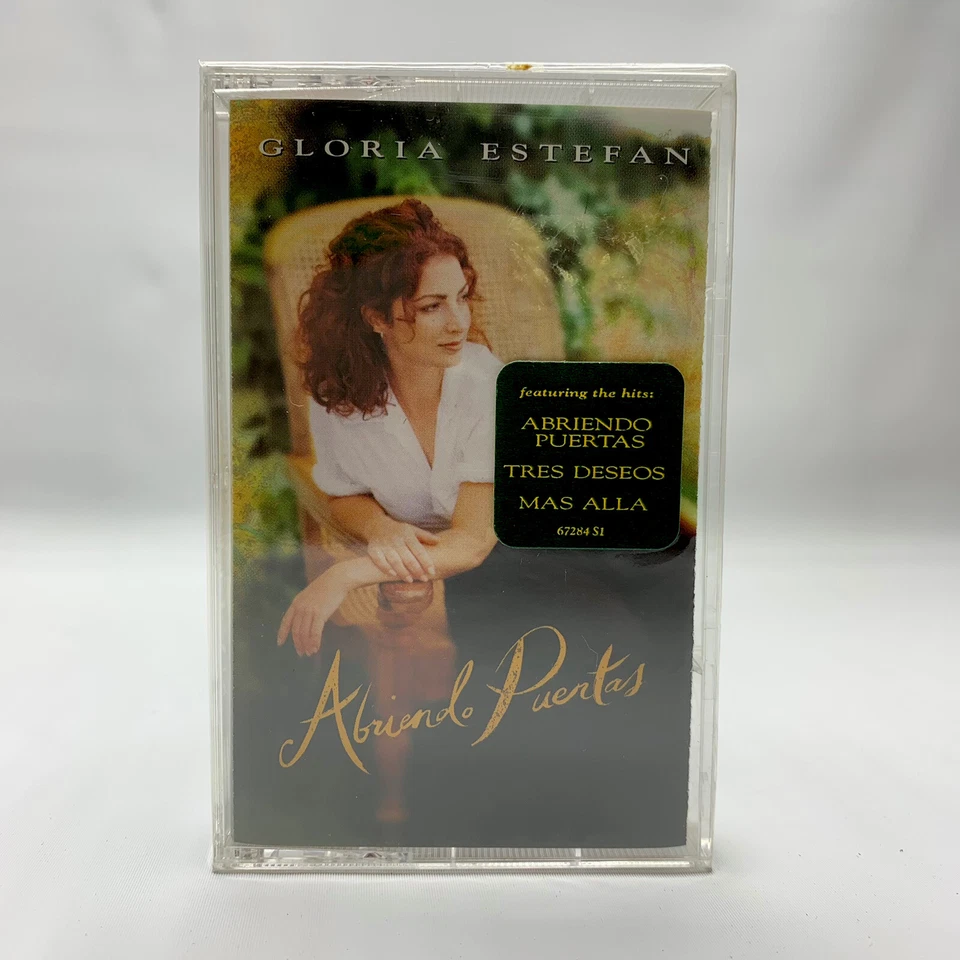 GLORIA ESTEFAN
featuring the hits:
ABRIENDO
PUERTAS
TRES DESEOS
MAS ALLA
67284 S1
Abriendo Puertas